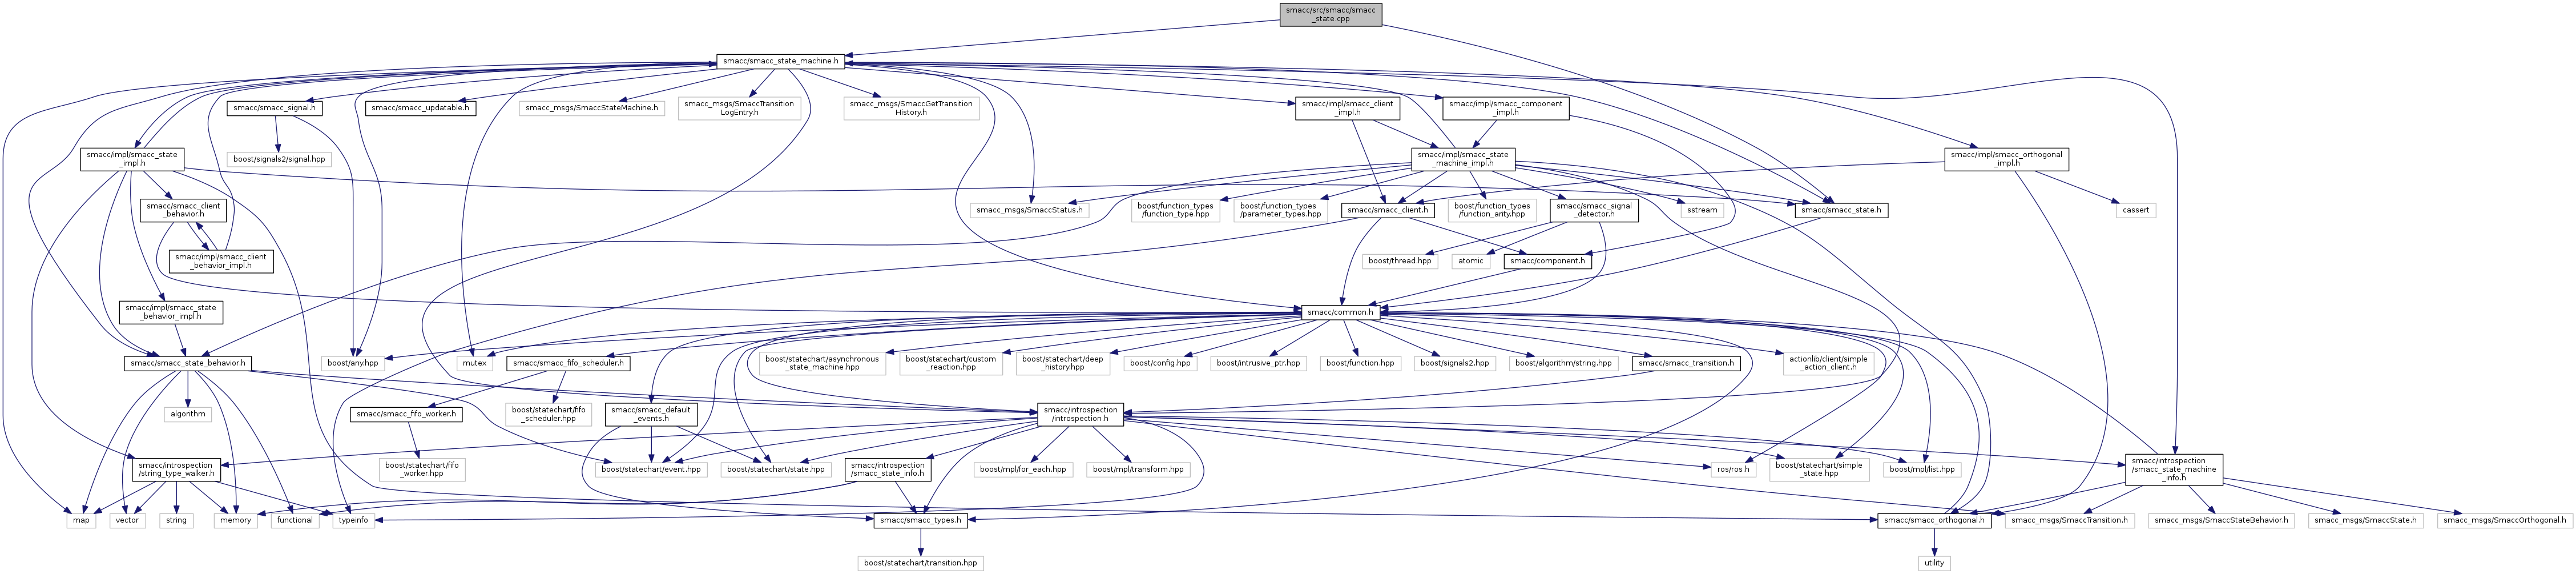 smacc/src/smacc/smacc
_state.cpp
smacc/smacc_state_machine.h
smacc/smacc_signal.h
smacc/smacc_updatable.h
smacc_msgs/SmaccStateMachine.h
smacc_msgs/SmaccTransition
LogEntry.h
smacc_msgs/SmaccGetTransition
History.h
smacc/impl/smacc_client
_impl.h
smacc/impl/smacc_component
_impl.h
smacc/impl/smacc_state
_impl.h
boost/signals2/signal.hpp
smacc/impl/smacc_state
_machine_impl.h
smacc/impl/smacc_orthogonal
_impl.h
smacc/smacc_client
_behavior.h
smacc_msgs/SmaccStatus.h
boost/function_types
/function_type.hpp
boost/function_types
/parameter_types.hpp
smacc/smacc_client.h
boost/function_types
/function_arity.hpp
smacc/smacc_signal
_detector.h
sstream
smacc/smacc_state.h
cassert
smacc/impl/smacc_client
_behavior_impl.h
boost/thread.hpp
atomic
smacc/component.h
smacc/impl/smacc_state
_behavior_impl.h
smacc/common.h
smacc/smacc_state_behavior.h
boost/any.hpp
mutex
smacc/smacc_fifo_scheduler.h
boost/statechart/asynchronous
_state_machine.hpp
boost/statechart/custom
_reaction.hpp
boost/statechart/deep
_history.hpp
boost/config.hpp
boost/intrusive_ptr.hpp
boost/function.hpp
boost/signals2.hpp
boost/algorithm/string.hpp
smacc/smacc_transition.h
actionlib/client/simple
_action_client.h
algorithm
smacc/smacc_fifo_worker.h
boost/statechart/fifo
_scheduler.hpp
smacc/smacc_default
_events.h
smacc/introspection
/introspection.h
smacc/introspection
/string_type_walker.h
boost/statechart/fifo
_worker.hpp
boost/statechart/event.hpp
boost/statechart/state.hpp
smacc/introspection
/smacc_state_info.h
boost/mpl/for_each.hpp
boost/mpl/transform.hpp
ros/ros.h
boost/statechart/simple
_state.hpp
boost/mpl/list.hpp
smacc/introspection
/smacc_state_machine
_info.h
map
vector
string
memory
functional
typeinfo
smacc/smacc_types.h
smacc/smacc_orthogonal.h
smacc_msgs/SmaccTransition.h
smacc_msgs/SmaccStateBehavior.h
smacc_msgs/SmaccState.h
smacc_msgs/SmaccOrthogonal.h
boost/statechart/transition.hpp
utility